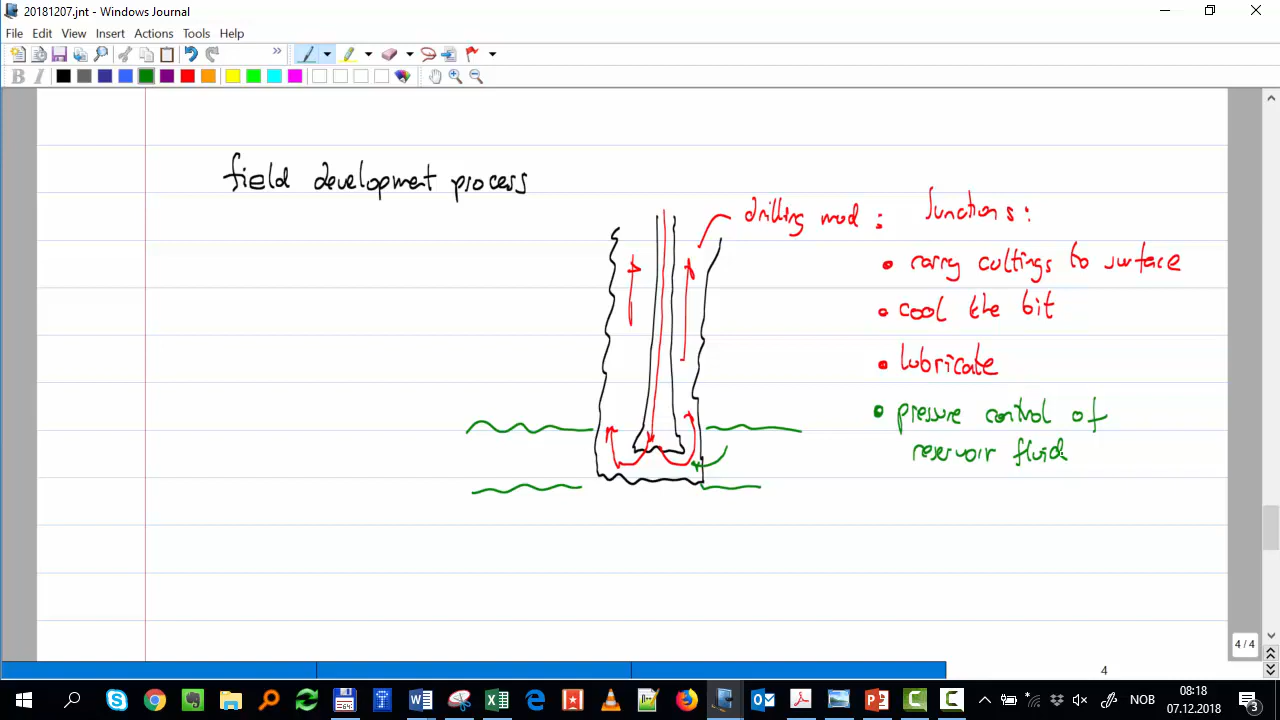 20181207.jnt - Windows Journal
File Edit View Insert Actions Tools Help
B I
field development process
drilling mud : functions:
• carry cuttings to surface
• cool the bit
• lubricate
• pressure control of
reservoir fluid
4/4
4
NOB
08:18
07.12.2018
3